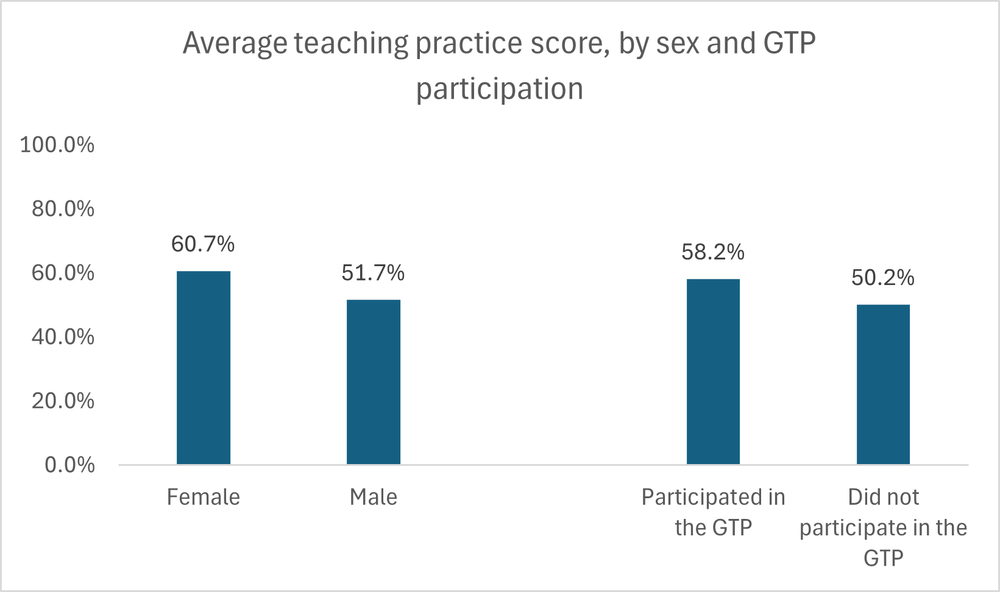 Average teaching practice score, by sex and GTP
participation
100.0%
80.0%
60.0%
40.0%
20.0%
0.0%
60.7%
51.7%
58.2%
50.2%
Female
Male
Participated in
the GTP
Did not
participate in the
GTP